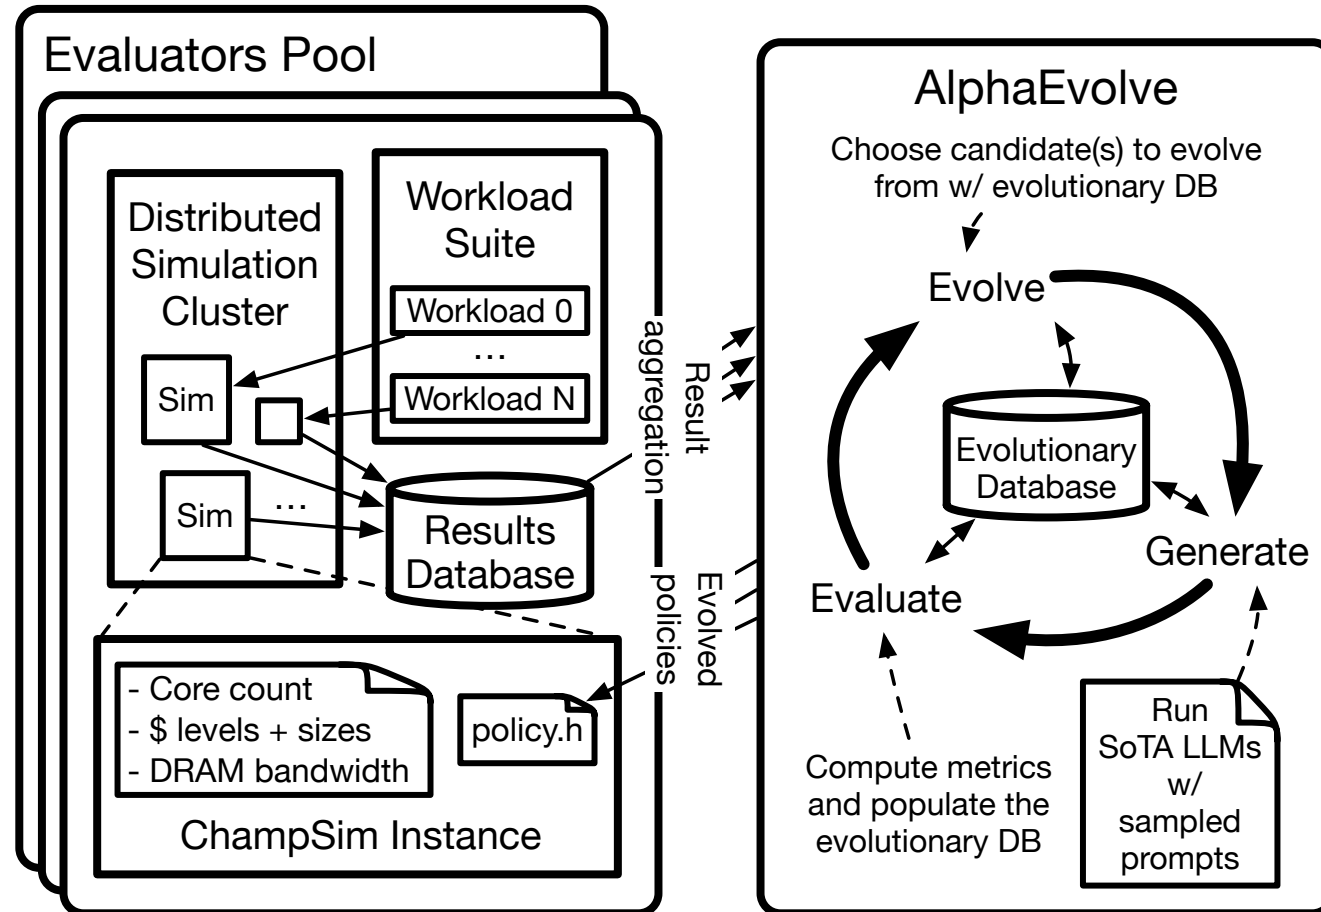 Evaluators Pool
Distributed
Simulation
Cluster
Workload
Suite
Workload 0
...
Workload N
Sim
Sim
...
Results
Database
- Core count
- $ levels + sizes
- DRAM bandwidth
policy.h
ChampSim Instance
Result
aggregation
Evolved
policies
AlphaEvolve
Choose candidate(s) to evolve
from w/ evolutionary DB
Evolve
Evolutionary
Database
Generate
Evaluate
Compute metrics
and populate the
evolutionary DB
Run
SoTA LLMs
w/
sampled
prompts